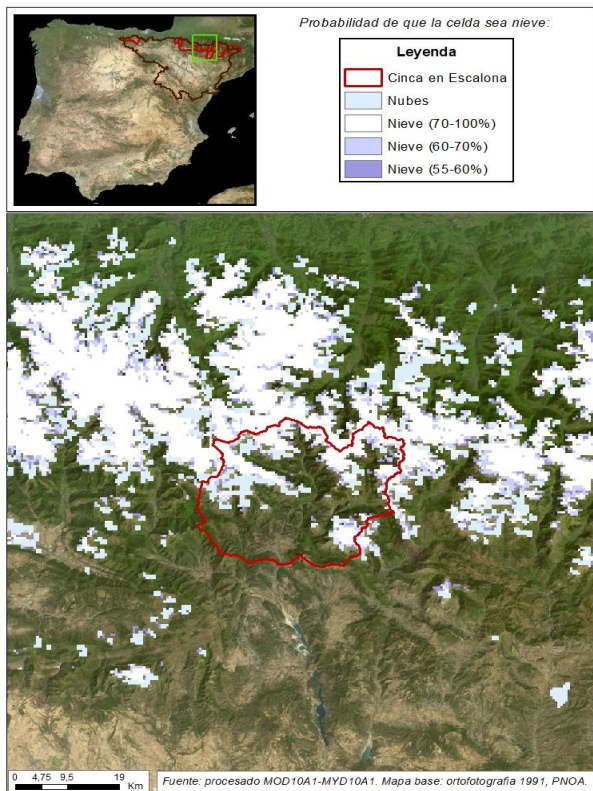 Probabilidad de que la celda sea nieve:
Leyenda
Cinca en Escalona
Nubes
Nieve (70-100%)
Nieve (60-70%)
Nieve (55-60%)
0 4,75 9,5 19
Km
Fuente: procesado MOD10A1-MYD10A1. Mapa base: ortofotografía 1991, PNOA.